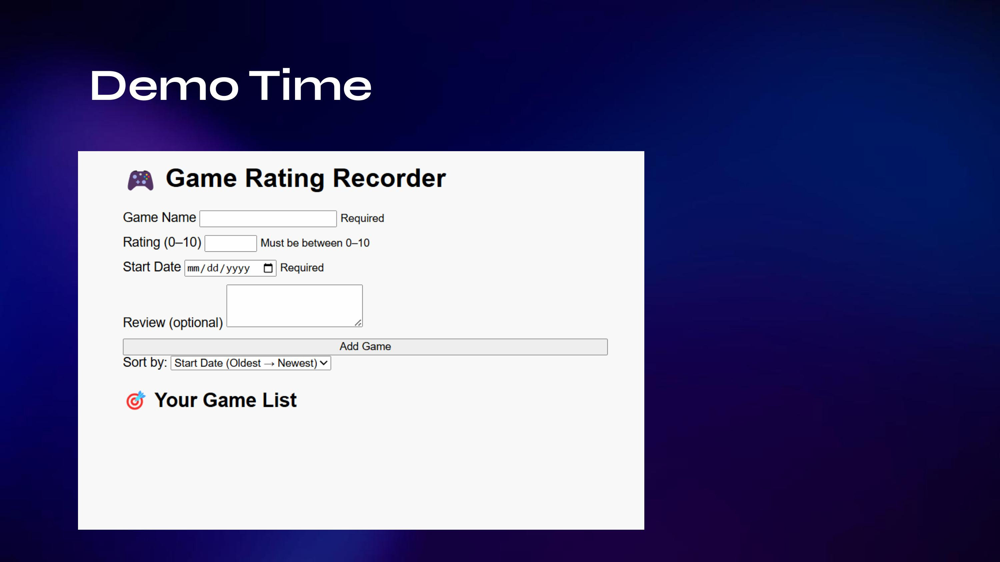 Demo Time
🎮 Game Rating Recorder
Game Name Required
Rating (0–10) Must be between 0–10
Start Date mm/dd/yyyy Required
Review (optional)
Add Game
Sort by: Start Date (Oldest → Newest)
🎯 Your Game List